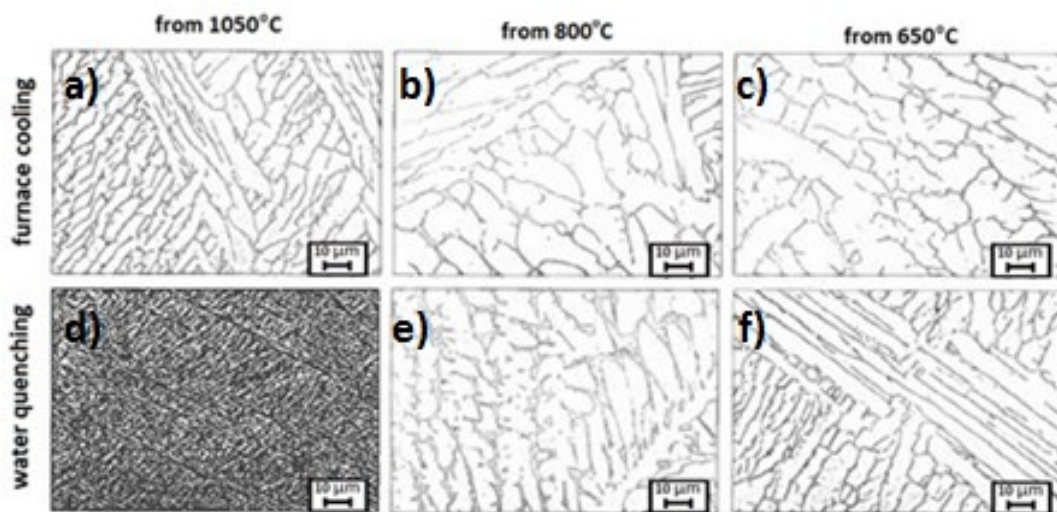 from 1050°C
from 800°C
from 650°C
furnace cooling
a)
b)
c)
10 µm
10 µm
10 µm
water quenching
d)
e)
f)
10 µm
10 µm
10 µm